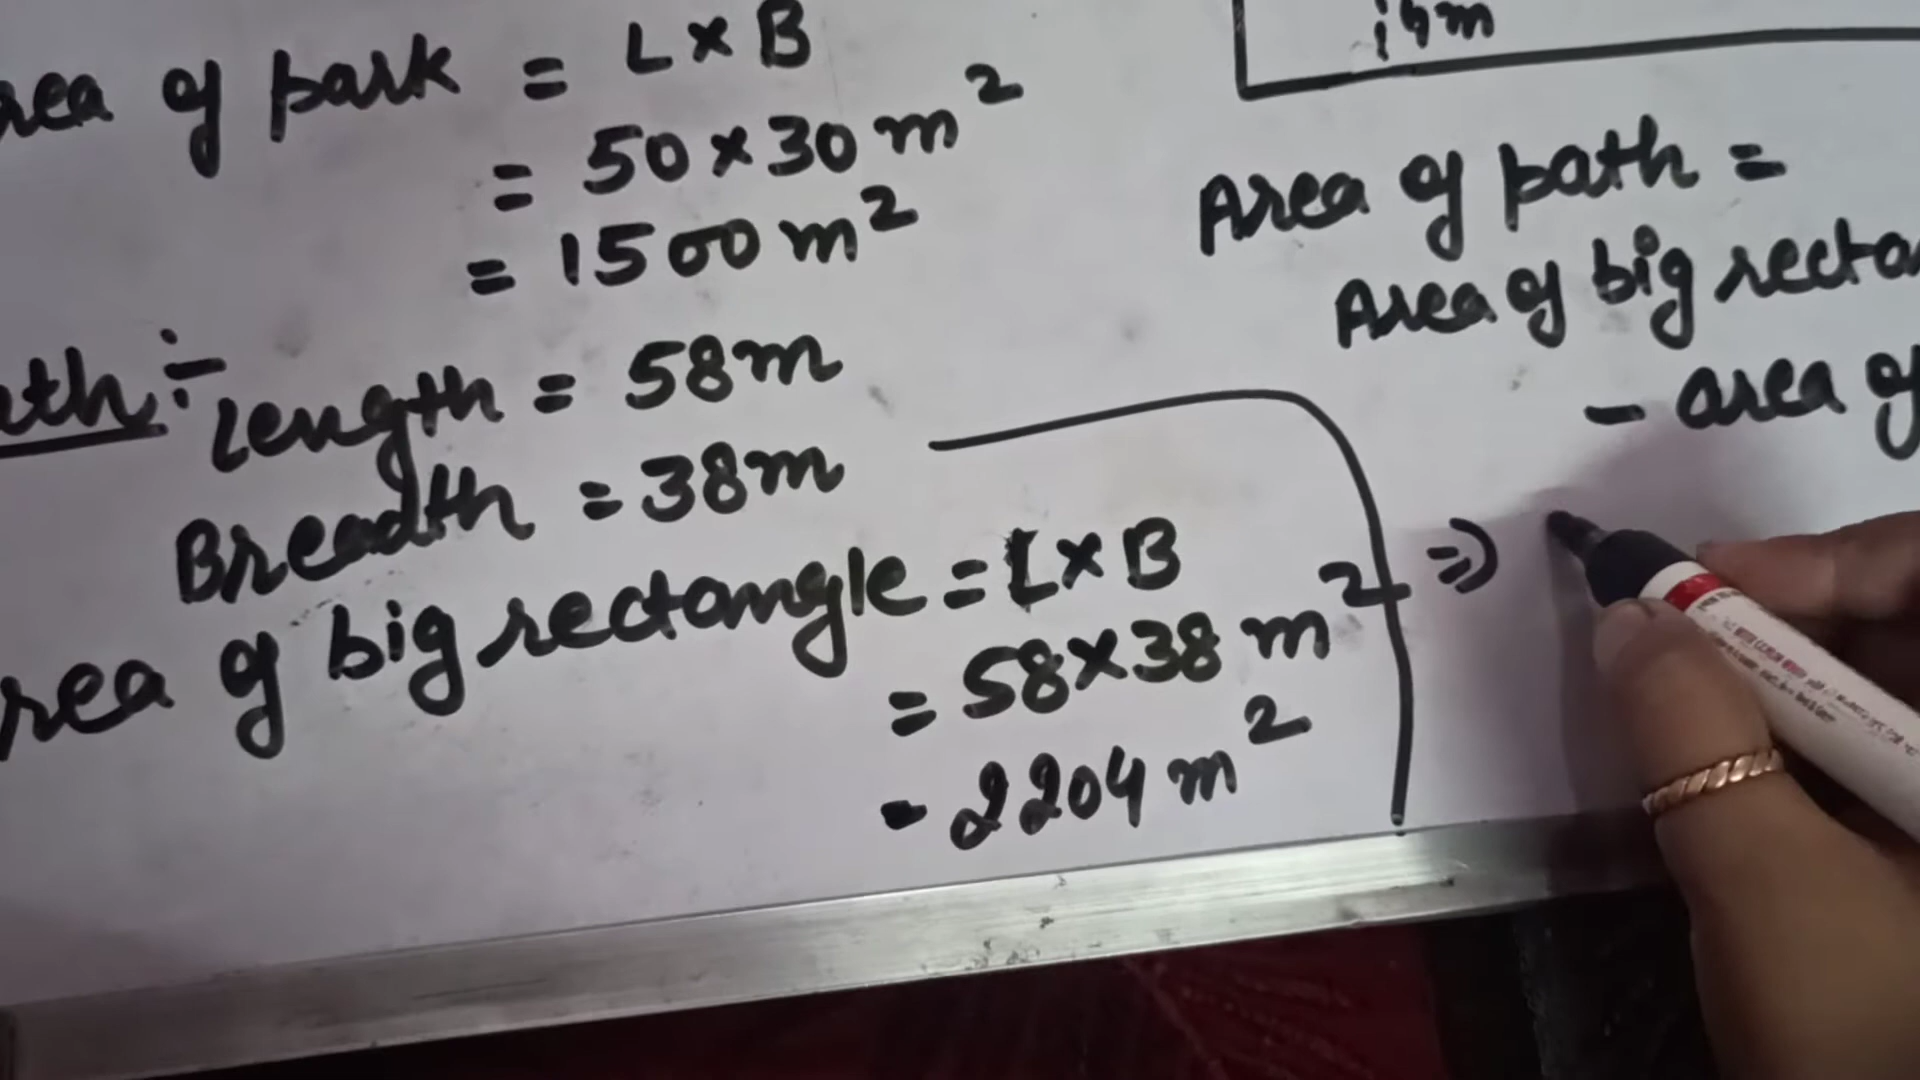 rea of park = L × B
= 50 × 30 m²
= 1500 m²
ath :- Length = 58m
Breadth = 38m
rea of big rectangle = L × B
= 58 × 38 m²
- 2204 m²
14m
Area of path =
Area of big recta
- area of
=)